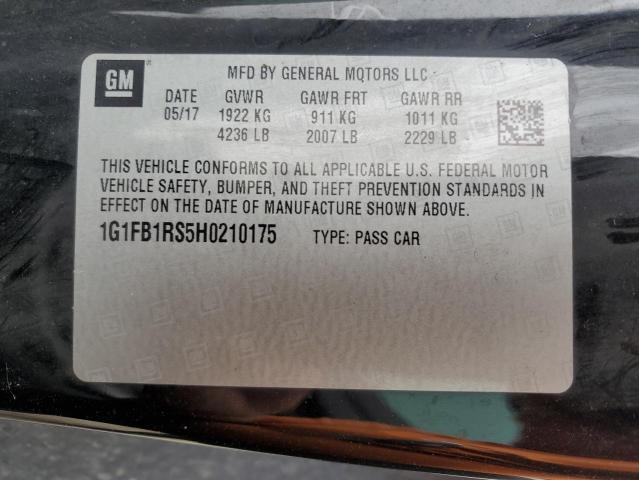 GM
MFD BY GENERAL MOTORS LLC
DATE GVWR GAWR FRT GAWR RR
05/17 1922 KG 911 KG 1011 KG
4236 LB 2007 LB 2229 LB
THIS VEHICLE CONFORMS TO ALL APPLICABLE U.S. FEDERAL MOTOR
VEHICLE SAFETY, BUMPER, AND THEFT PREVENTION STANDARDS IN
EFFECT ON THE DATE OF MANUFACTURE SHOWN ABOVE.
1G1FB1RS5H0210175 TYPE: PASS CAR